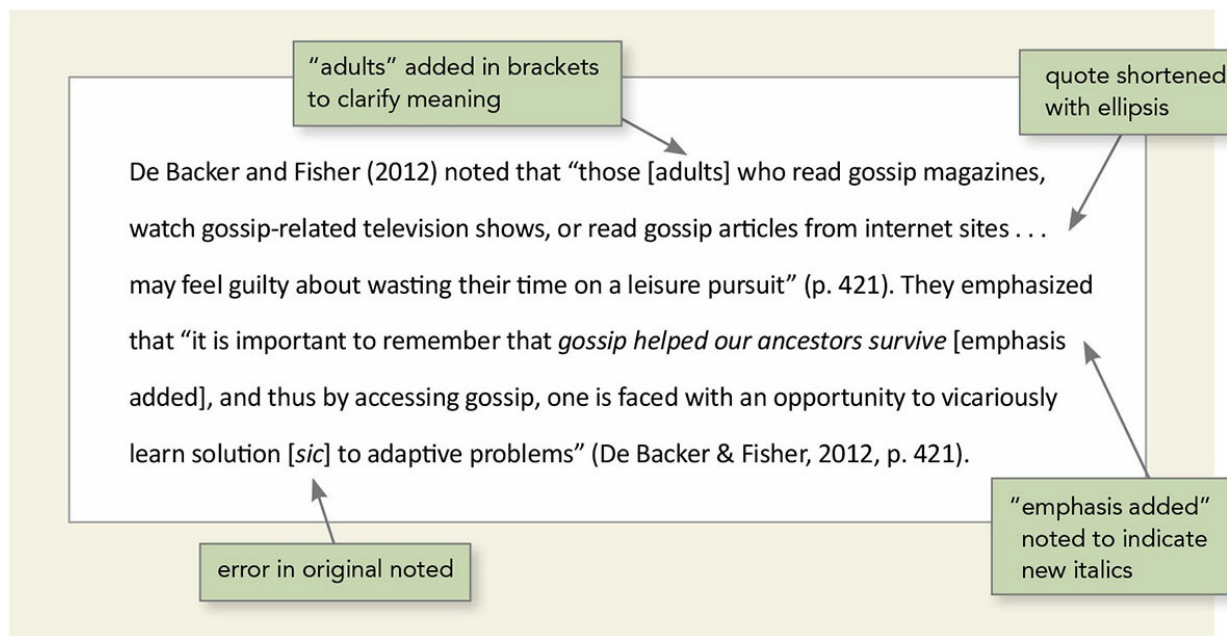 “adults” added in brackets
to clarify meaning
quote shortened
with ellipsis
De Backer and Fisher (2012) noted that “those [adults] who read gossip magazines,
watch gossip-related television shows, or read gossip articles from internet sites . . .
may feel guilty about wasting their time on a leisure pursuit” (p. 421). They emphasized
that “it is important to remember that gossip helped our ancestors survive [emphasis
added], and thus by accessing gossip, one is faced with an opportunity to vicariously
learn solution [sic] to adaptive problems” (De Backer & Fisher, 2012, p. 421).
“emphasis added”
noted to indicate
new italics
error in original noted